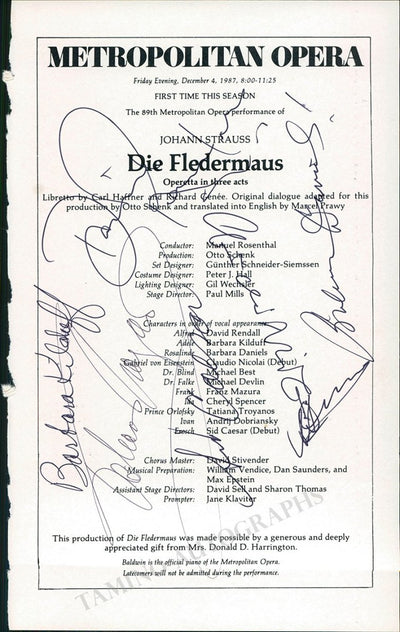 METROPOLITAN OPERA
Friday Evening, December 4, 1987, 8:00-11:25
FIRST TIME THIS SEASON
The 89th Metropolitan Opera performance of
JOHANN STRAUSS
Die Fledermaus
Operetta in three acts
Libretto by Carl Haffner and Richard Genée. Original dialogue adapted for this
production by Otto Schenk and translated into English by Marcel Prawy
Conductor: Manuel Rosenthal
Production: Otto Schenk
Set Designer: Günther Schneider-Siemssen
Costume Designer: Peter J. Hall
Lighting Designer: Gil Wechsler
Stage Director: Paul Mills
Characters in order of vocal appearance:
Alfred David Rendall
Adele Barbara Kilduff
Rosalinde Barbara Daniels
Gabriel von Eisenstein Claudio Nicolai (Debut)
Dr. Blind Michael Best
Dr. Falke Michael Devlin
Frank Franz Mazura
Ida Cheryl Spencer
Prince Orlofsky Tatiana Troyanos
Ivan Andrij Dobriansky
Frosch Sid Caesar (Debut)
Chorus Master: David Stivender
Musical Preparation: William Vendice, Dan Saunders, and
Max Epstein
Assistant Stage Directors: David Sell and Sharon Thomas
Prompter: Jane Klaviter
This production of Die Fledermaus was made possible by a generous and deeply
appreciated gift from Mrs. Donald D. Harrington.
Baldwin is the official piano of the Metropolitan Opera.
Latecomers will not be admitted during the performance.
Barbara Kilduff
TAMINO AUTOGRAPHS